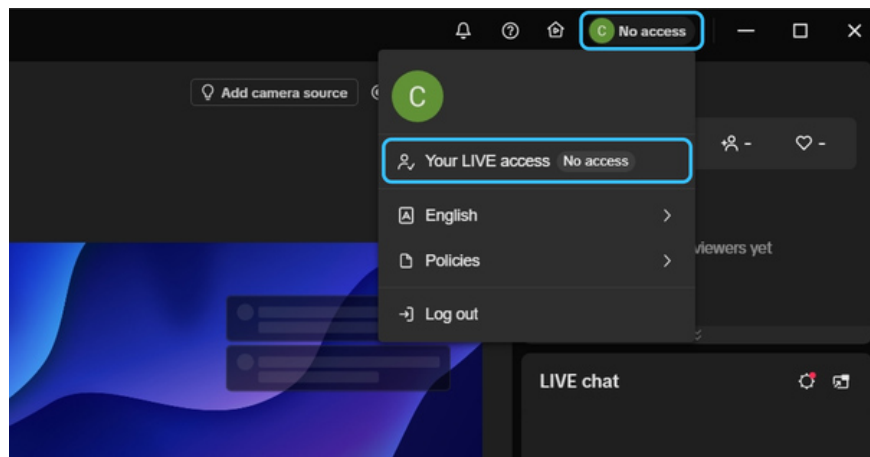 C No access
Add camera source
C
Your LIVE access No access
- -
English
viewers yet
Policies
Log out
LIVE chat